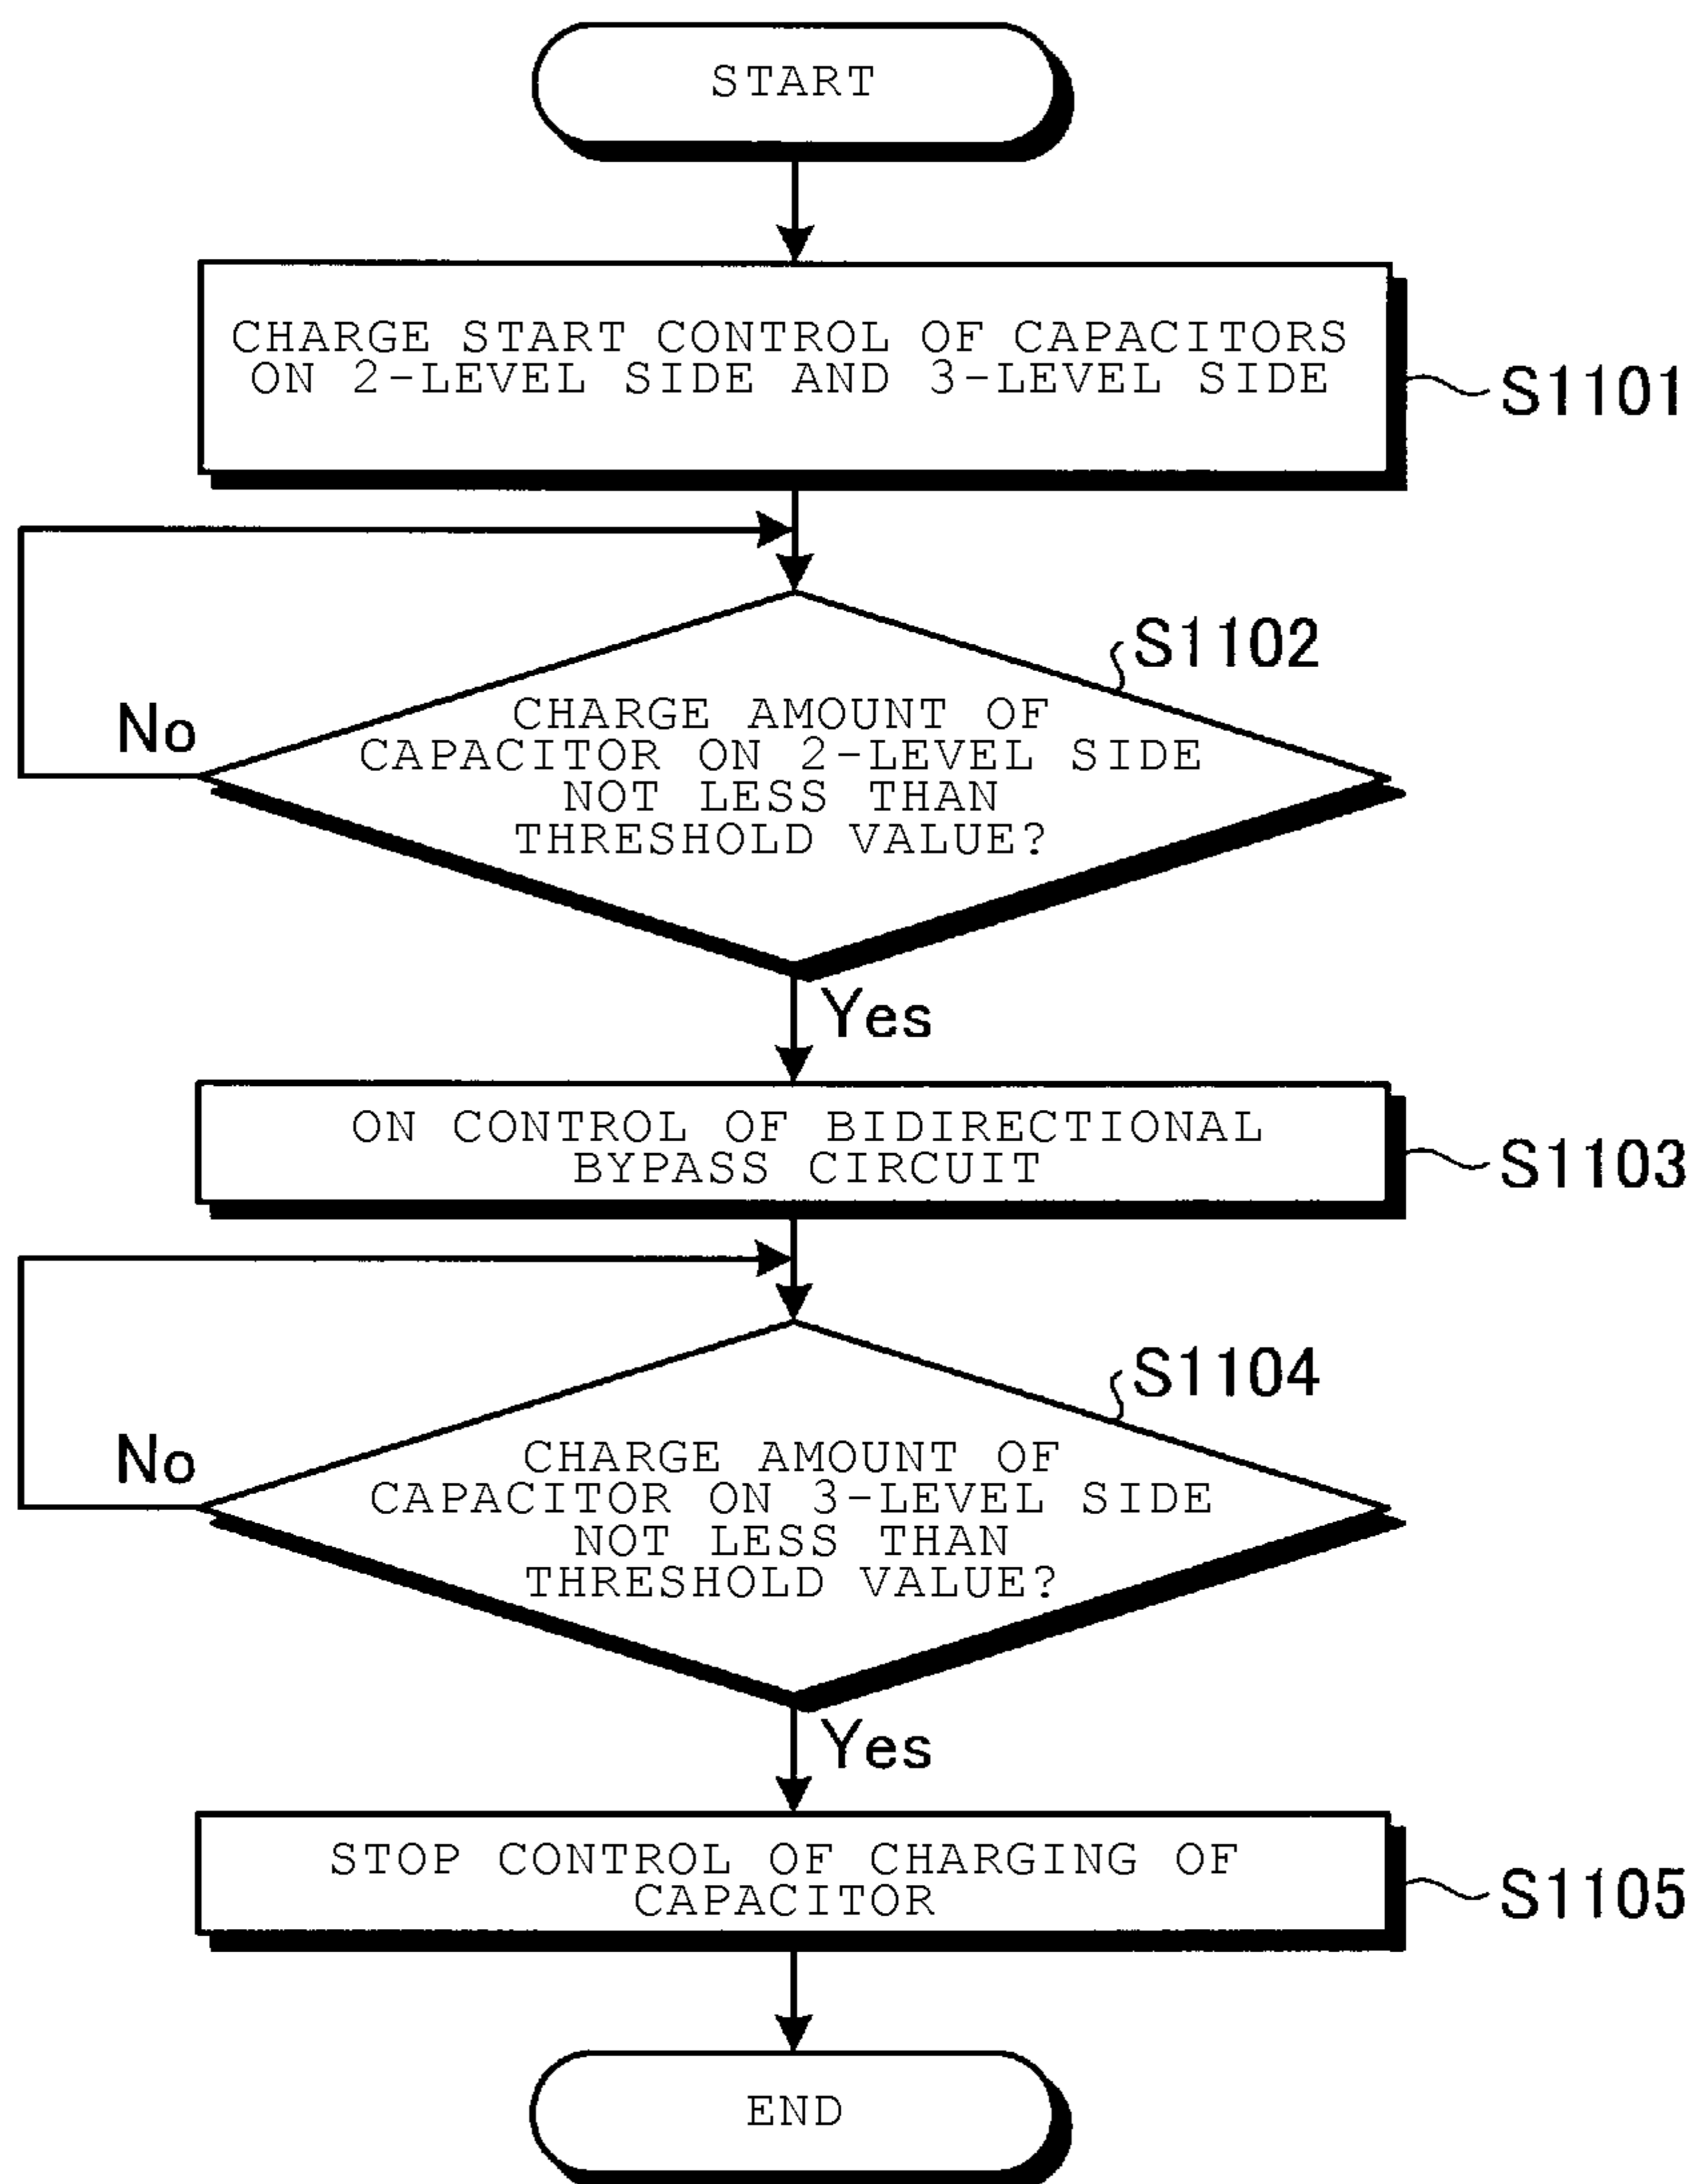 START
CHARGE START CONTROL OF CAPACITORS
ON 2-LEVEL SIDE AND 3-LEVEL SIDE
S1101
S1102
No
CHARGE AMOUNT OF
CAPACITOR ON 2-LEVEL SIDE
NOT LESS THAN
THRESHOLD VALUE?
Yes
ON CONTROL OF BIDIRECTIONAL
BYPASS CIRCUIT
S1103
S1104
No
CHARGE AMOUNT OF
CAPACITOR ON 3-LEVEL SIDE
NOT LESS THAN
THRESHOLD VALUE?
Yes
STOP CONTROL OF CHARGING OF
CAPACITOR
S1105
END